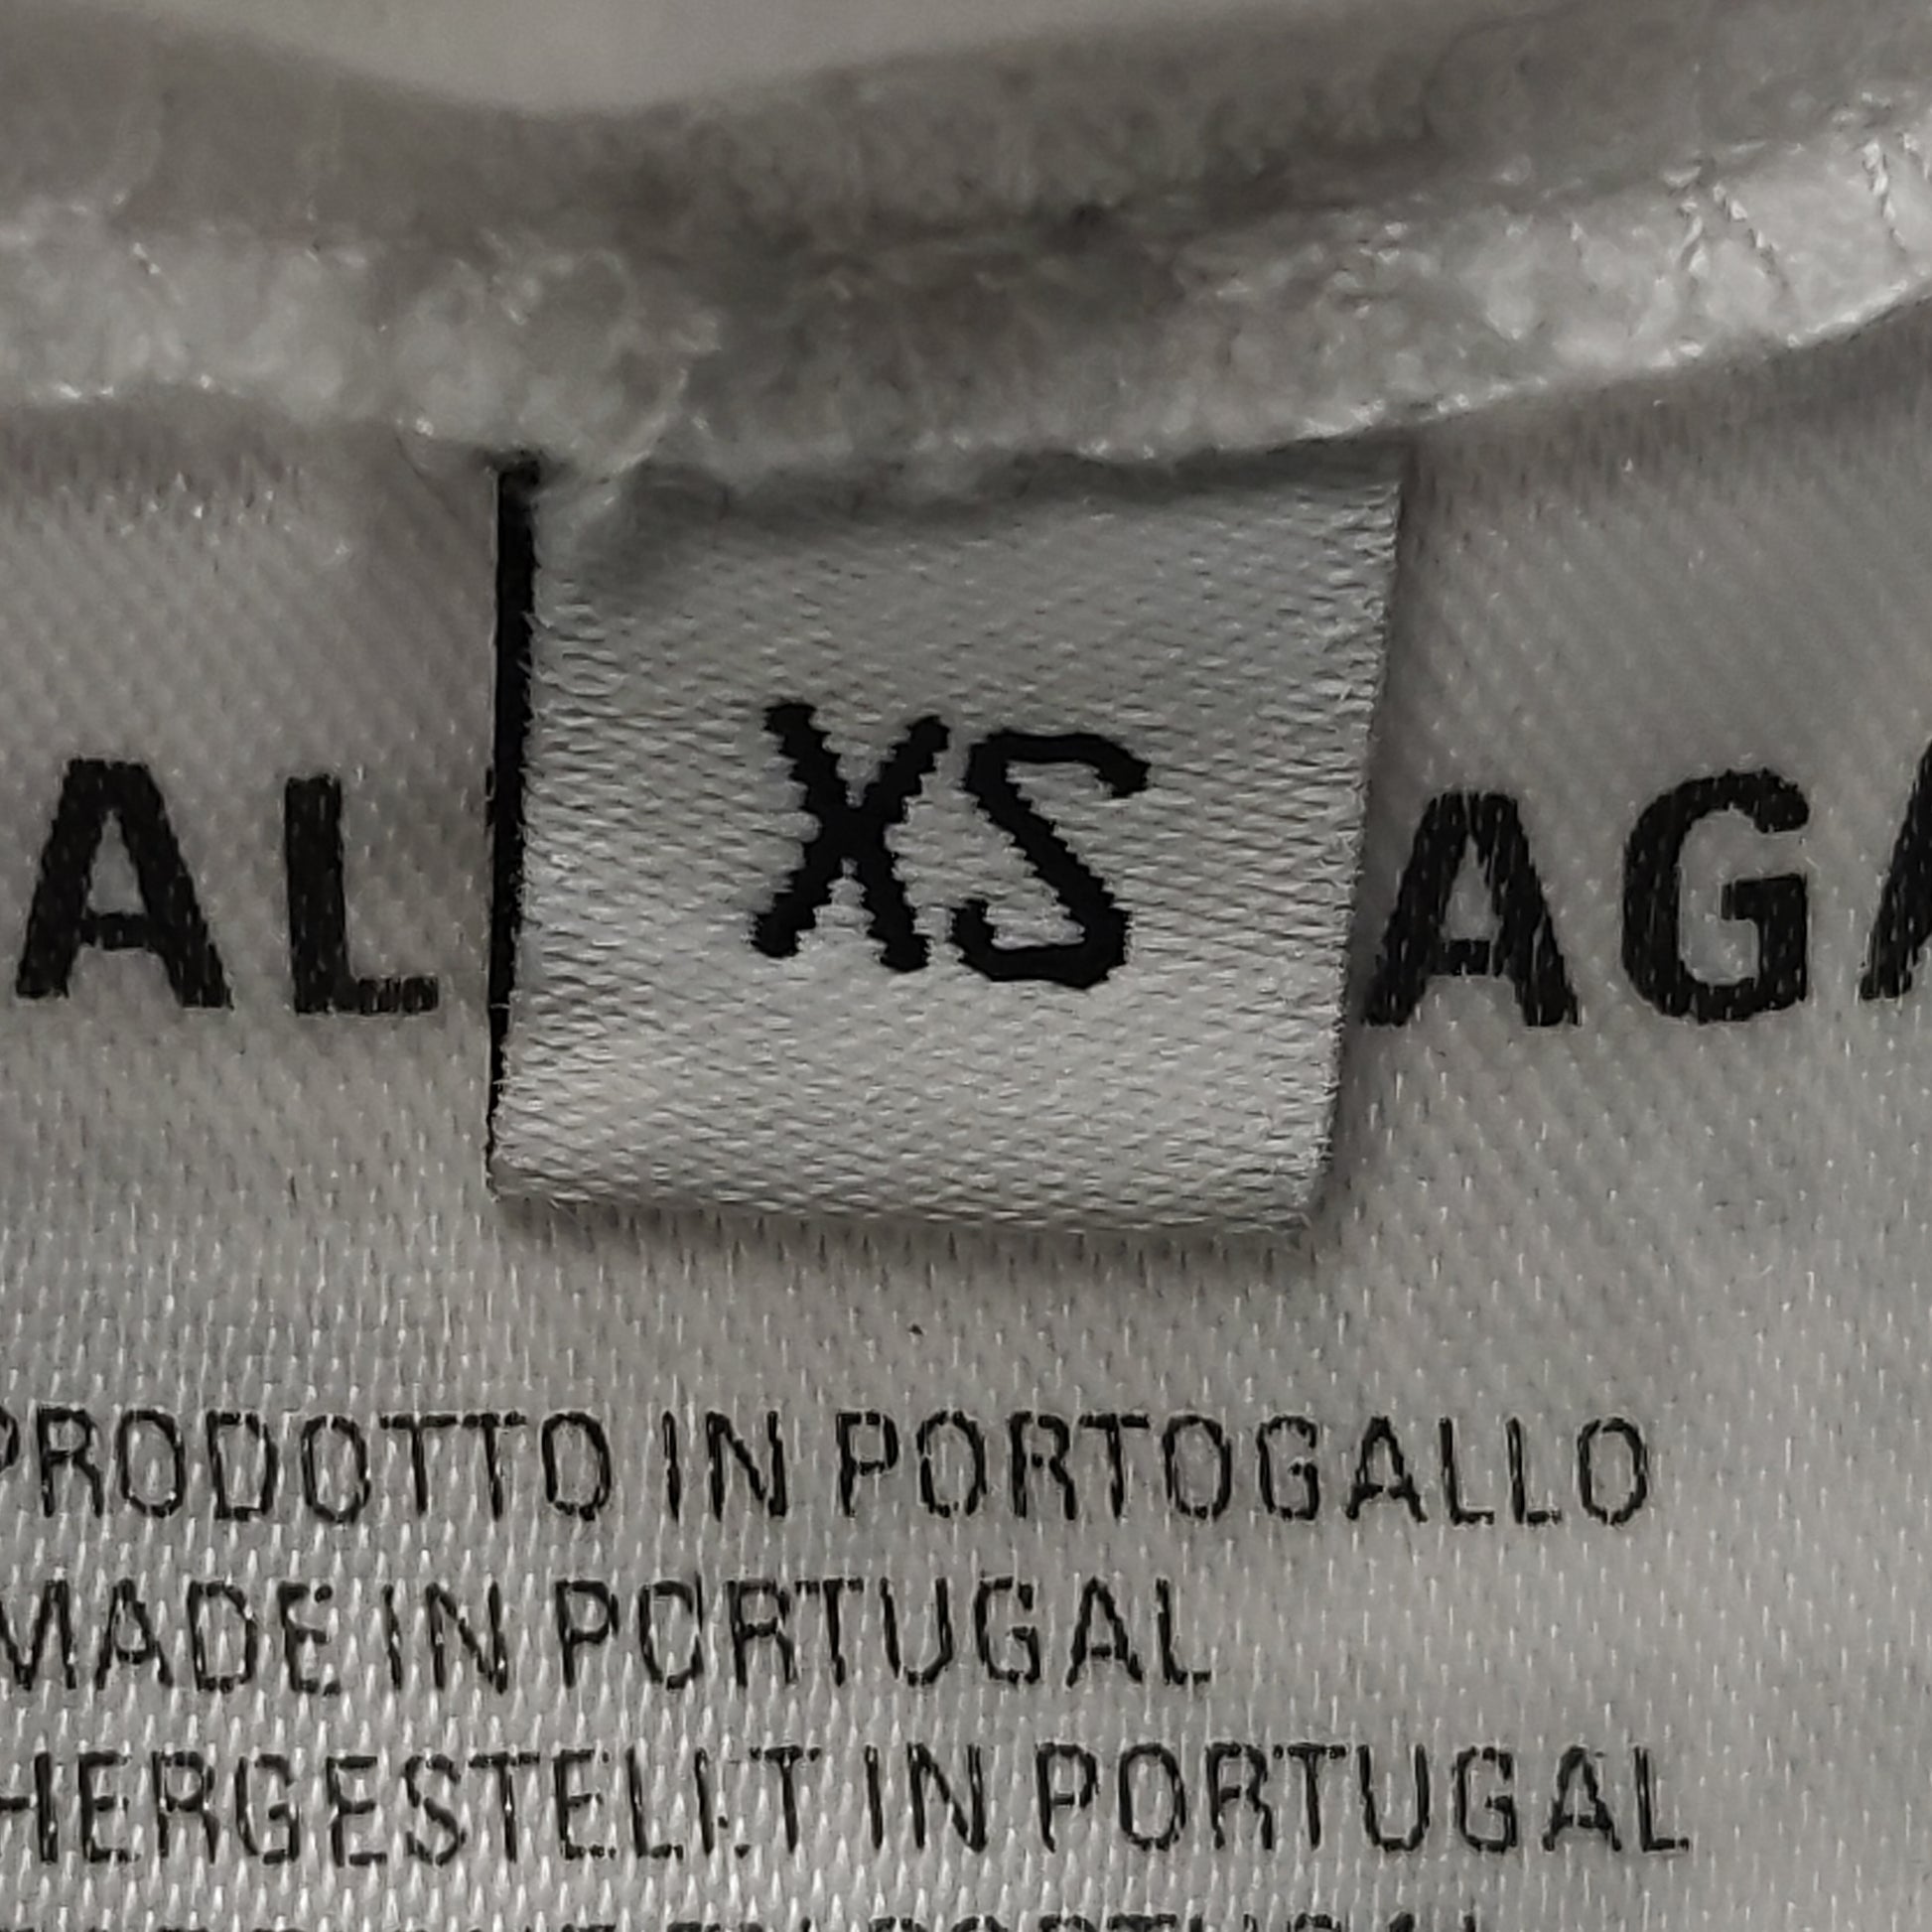 XS
AL AGA
PRODOTTO IN PORTOGALLO
MADE IN PORTUGAL
HERGESTELLT IN PORTUGAL